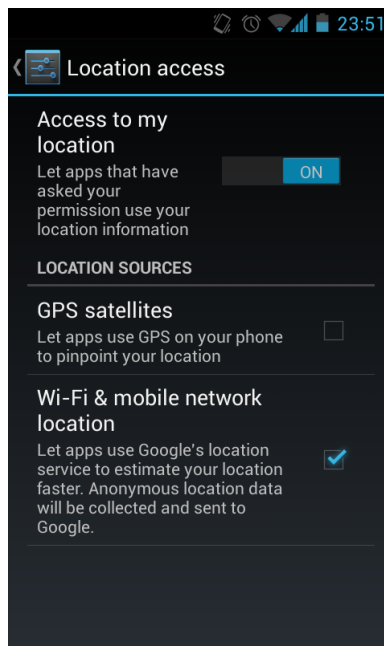 23:51
Location access
Access to my
location
Let apps that have
asked your
permission use your
location information
ON
LOCATION SOURCES
GPS satellites
Let apps use GPS on your phone
to pinpoint your location
Wi-Fi & mobile network
location
Let apps use Google's location
service to estimate your location
faster. Anonymous location data
will be collected and sent to
Google.